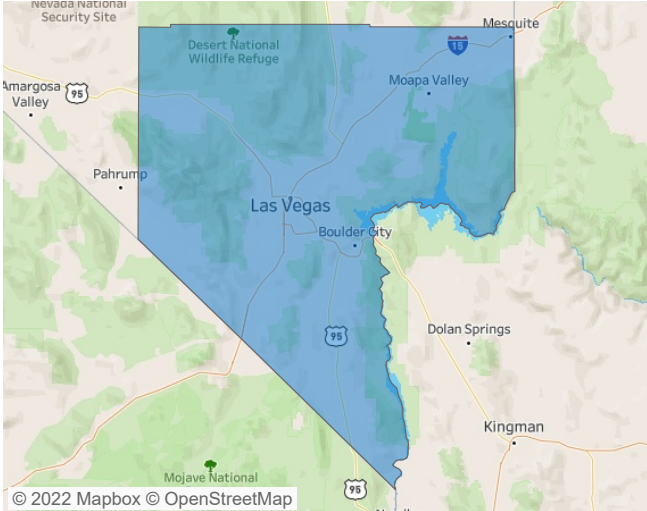 Nevada National
Security Site
Mesquite
Desert National
Wildlife Refuge
15
Moapa Valley
Amargosa
Valley
95
Pahrump
Las Vegas
Boulder City
95
Dolan Springs
Kingman
Mojave National
95
© 2022 Mapbox © OpenStreetMap